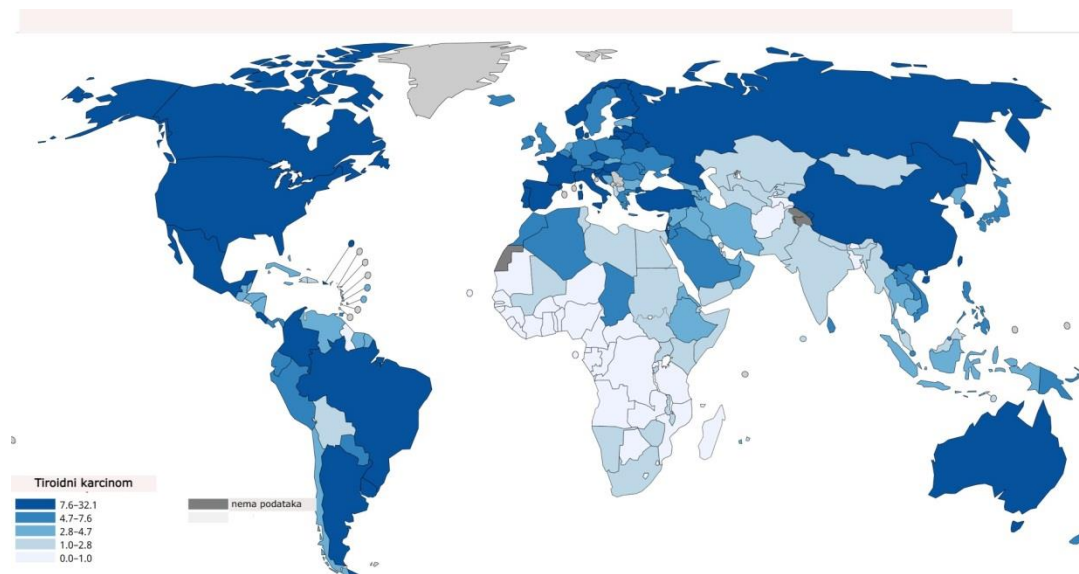 Tiroidni karcinom
7.6–32.1
4.7–7.6
2.8–4.7
1.0–2.8
0.0–1.0
nema podataka